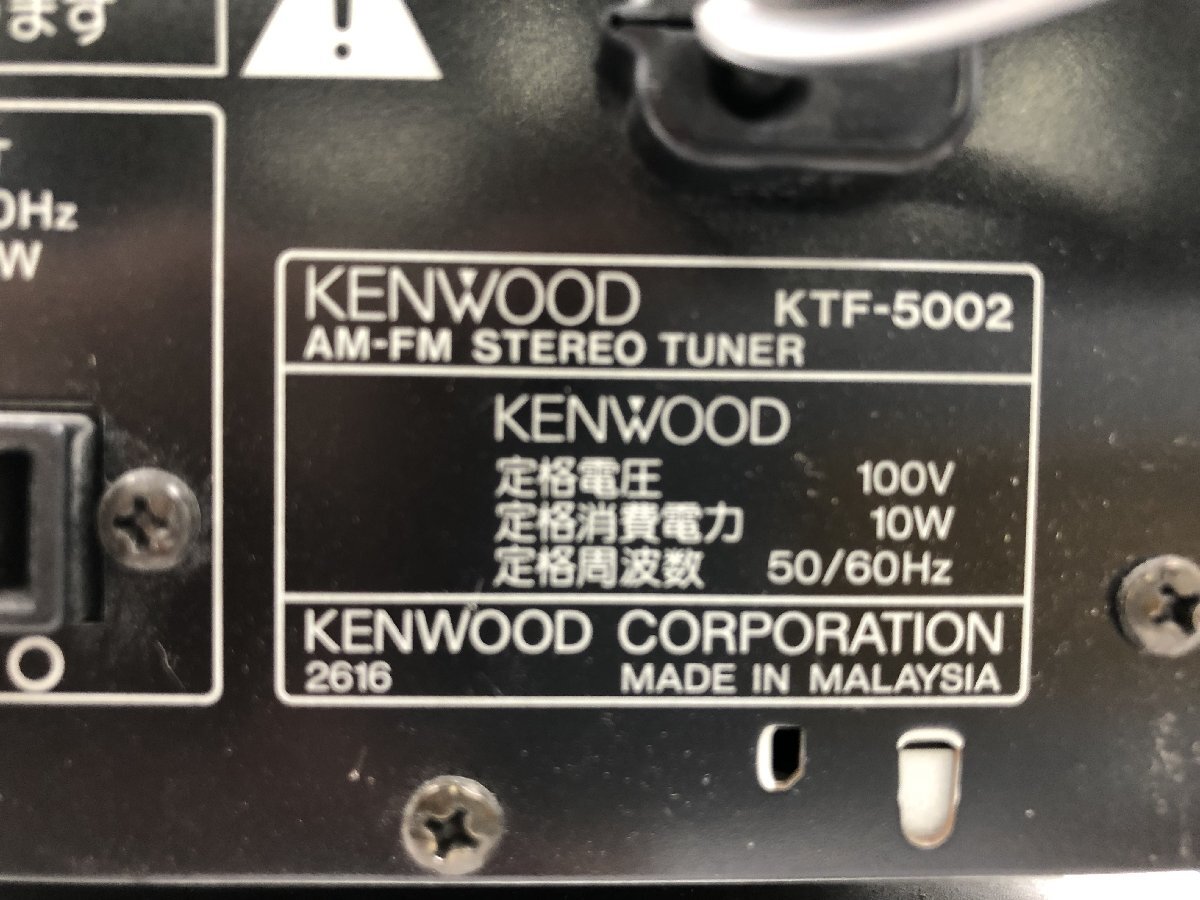 ます
!
0Hz
W
KENWOOD KTF-5002
AM-FM STEREO TUNER
KENWOOD
定格電圧 100V
定格消費電力 10W
定格周波数 50/60Hz
KENWOOD CORPORATION
2616 MADE IN MALAYSIA